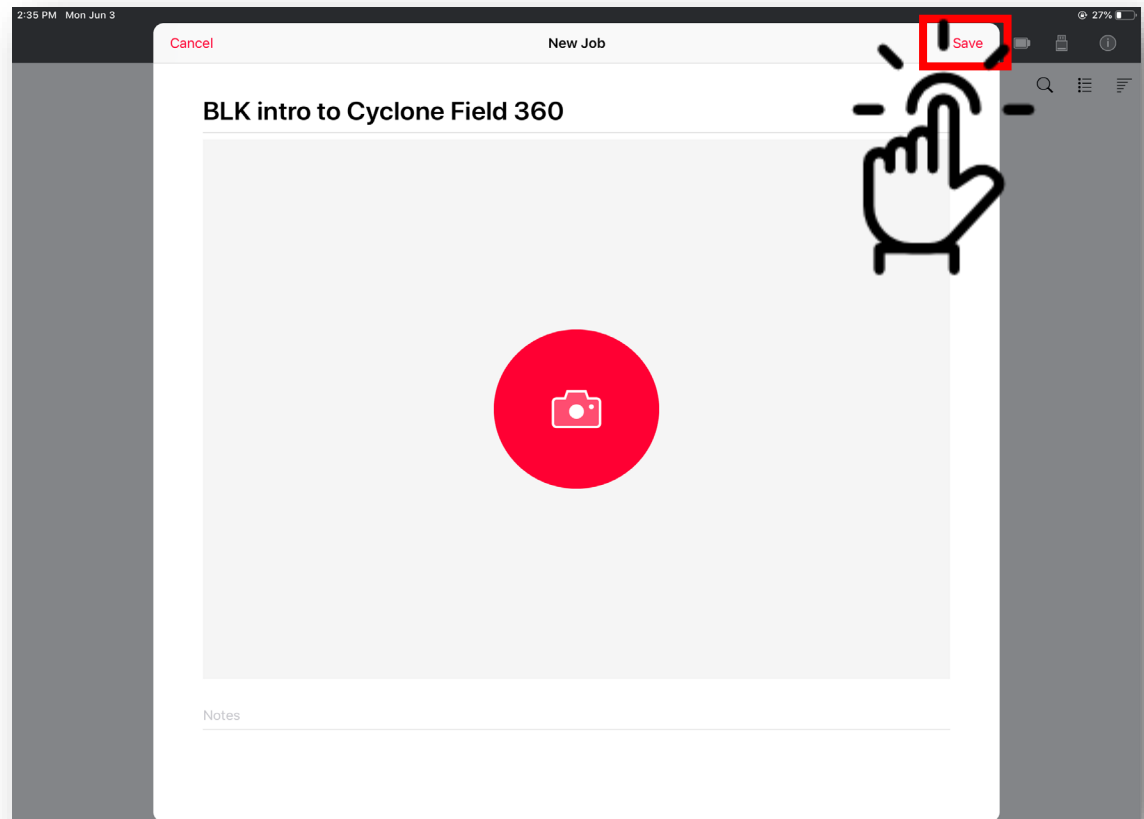 2:35 PM Mon Jun 3
27%
Cancel
New Job
Save
BLK intro to Cyclone Field 360
Notes